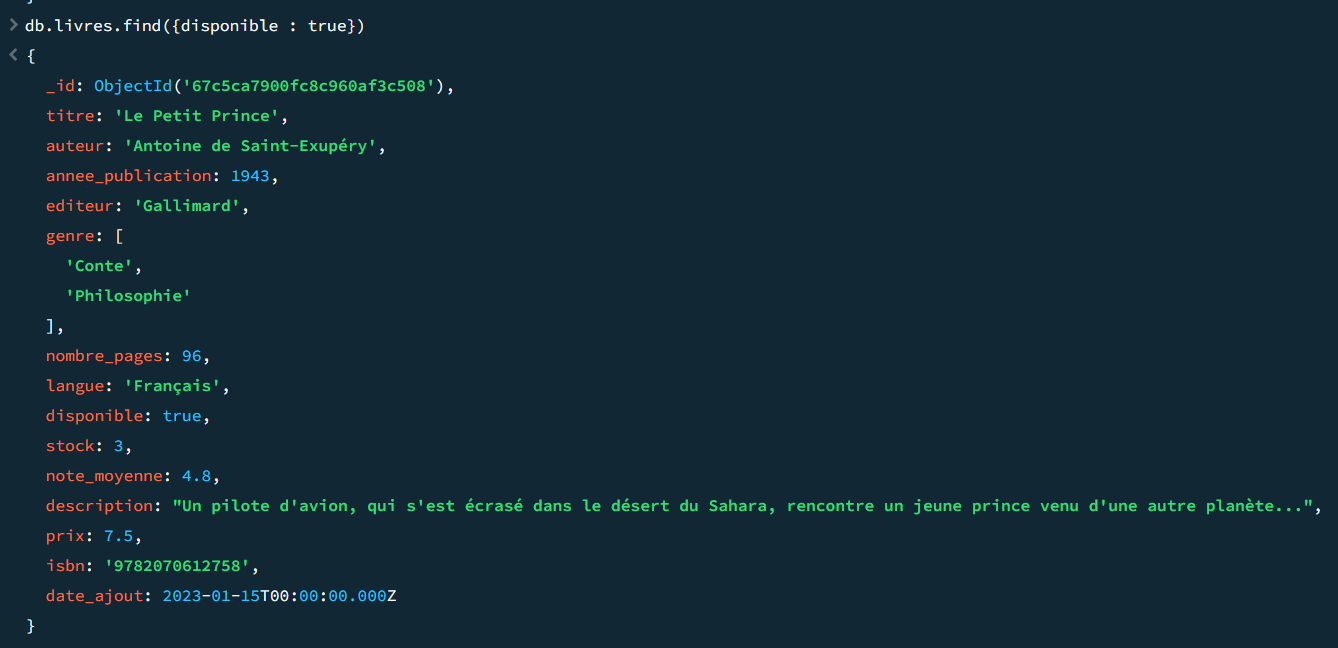 > db.livres.find({disponible : true})
< {
_id: ObjectId('67c5ca7900fc8c960af3c508'),
titre: 'Le Petit Prince',
auteur: 'Antoine de Saint-Exupéry',
annee_publication: 1943,
editeur: 'Gallimard',
genre: [
'Conte',
'Philosophie'
],
nombre_pages: 96,
langue: 'Français',
disponible: true,
stock: 3,
note_moyenne: 4.8,
description: "Un pilote d'avion, qui s'est écrasé dans le désert du Sahara, rencontre un jeune prince venu d'une autre planète...",
prix: 7.5,
isbn: '9782070612758',
date_ajout: 2023-01-15T00:00:00.000Z
}